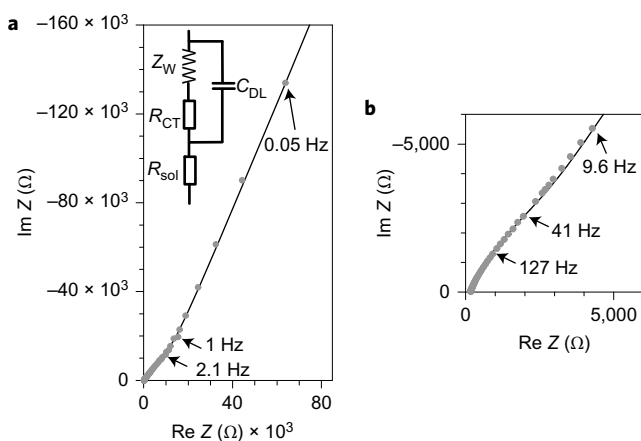 a
−160 × 10³
−120 × 10³
−80 × 10³
−40 × 10³
0
Im Z (Ω)
Z_W
C_DL
R_CT
R_sol
0.05 Hz
1 Hz
2.1 Hz
0 40 80
Re Z (Ω) × 10³
b
−5,000
0
Im Z (Ω)
9.6 Hz
41 Hz
127 Hz
0 5,000
Re Z (Ω)